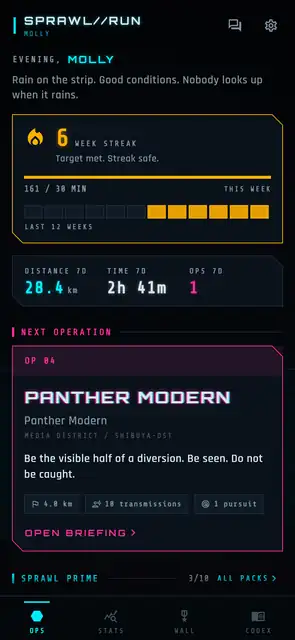 SPRAWL//RUN
MOLLY
EVENING, MOLLY
Rain on the strip. Good conditions. Nobody looks up
when it rains.
6 WEEK STREAK
Target met. Streak safe.
161 / 30 MIN THIS WEEK
LAST 12 WEEKS
DISTANCE 7D TIME 7D OPS 7D
28.4 km 2h 41m 1
NEXT OPERATION
OP 04
PANTHER MODERN
Panther Modern
MEDIA DISTRICT / SHIBUYA-DST
Be the visible half of a diversion. Be seen. Do not
be caught.
4.0 km 18 transmissions 1 pursuit
OPEN BRIEFING >
SPRAWL PRIME 3/10 ALL PACKS >
OPS STATS WALL CODEX